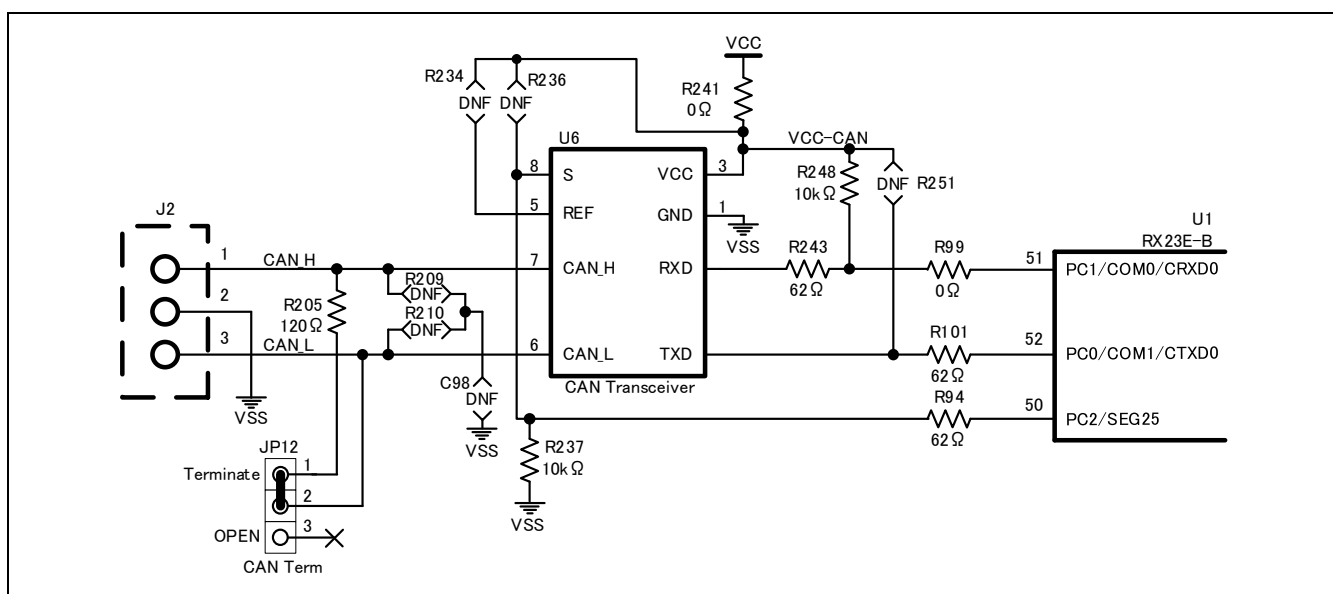 VCC
R234
R236
R241
DNF
DNF
0Ω
U6
VCC-CAN
8
S
VCC
3
R248
10kΩ
DNF
R251
J2
5
REF
GND
1
VSS
U1
RX23E-B
1
CAN_H
7
CAN_H
RXD
R243
62Ω
R99
0Ω
51
PC1/COM0/CRXD0
2
R205
120Ω
R209
DNF
R210
DNF
3
CAN_L
6
CAN_L
TXD
R101
62Ω
52
PC0/COM1/CTXD0
CAN Transceiver
C98
DNF
VSS
VSS
R94
62Ω
50
PC2/SEG25
JP12
Terminate
1
2
OPEN
3
CAN Term
R237
10kΩ
VSS